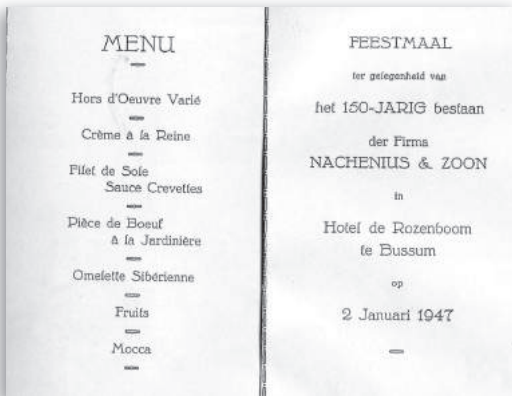 MENU
Hors d'Oeuvre Varié
Crème à la Reine
Filet de Sole
Sauce Crevettes
Pièce de Boeuf
à la Jardinière
Omelette Sibérienne
Fruits
Mocca
FEESTMAAL
ter gelegenheid van
het 150-JARIG bestaan
der Firma
NACHENIUS & ZOON
in
Hotel de Rozenboom
te Bussum
op
2 Januari 1947